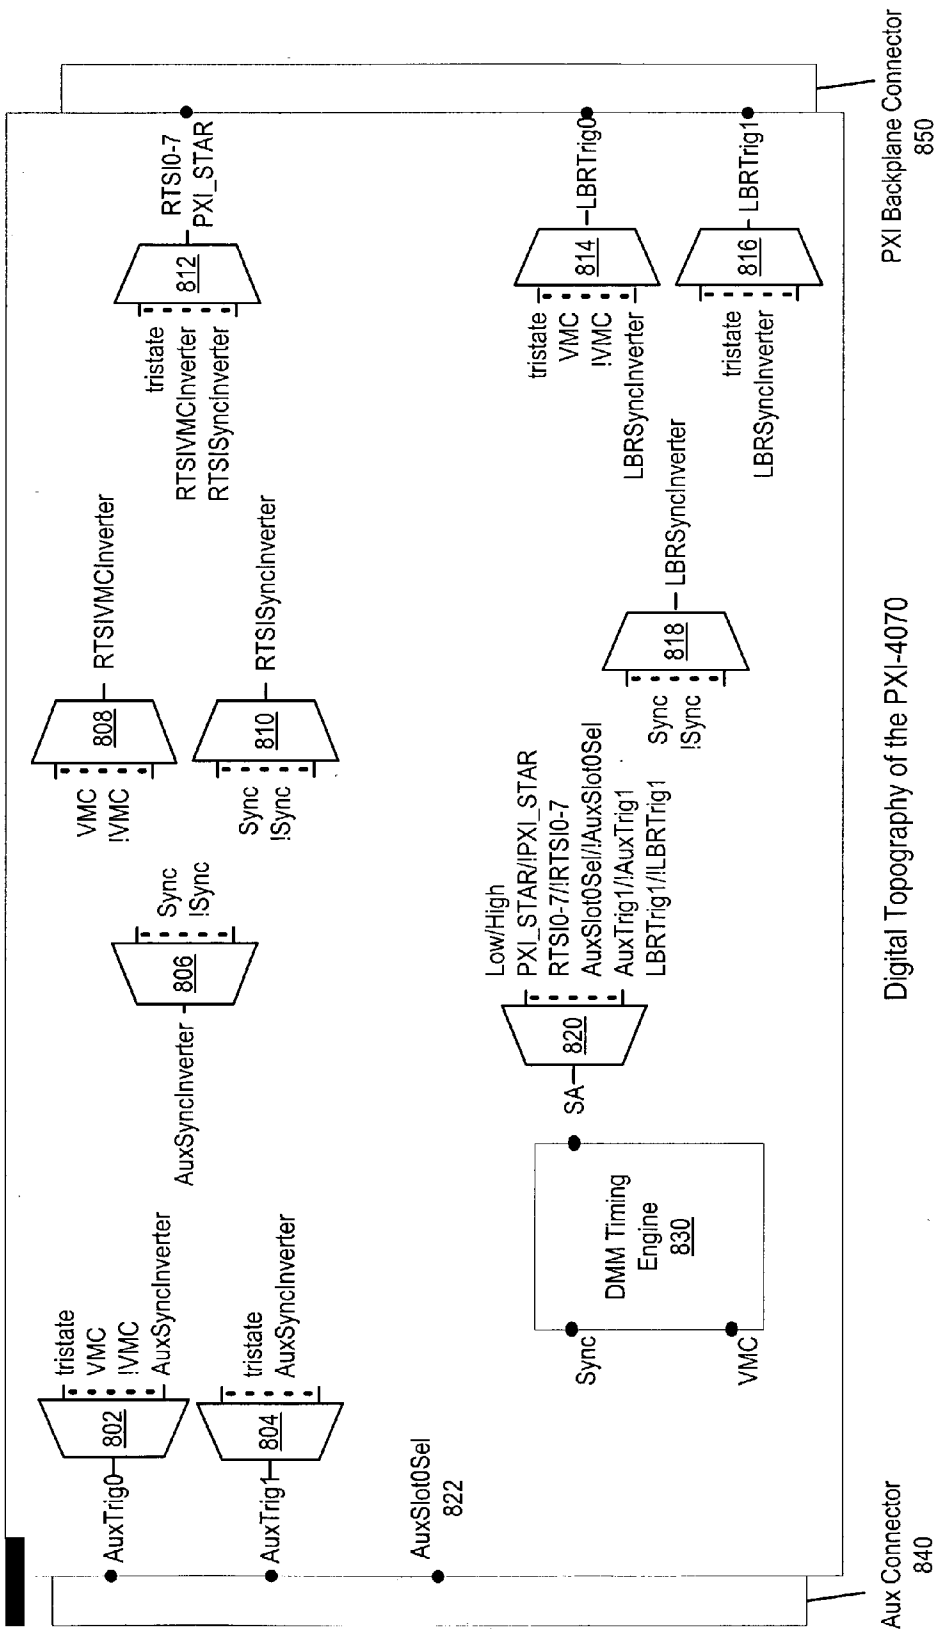 AuxTrig0
802
tristate
VMC
!VMC
AuxSyncInverter
AuxTrig1
804
tristate
AuxSyncInverter
AuxSlot0Sel
822
AuxSyncInverter
806
Sync
!Sync
VMC
!VMC
808
RTSIVMCInverter
Sync
!Sync
810
RTSISyncInverter
tristate
RTSIVMCInverter
RTSISyncInverter
812
RTSI0-7
PXI_STAR
Sync
VMC
DMM Timing
Engine
830
SA
820
Low/High
PXI_STAR/!PXI_STAR
RTSI0-7/!RTSI0-7
AuxSlot0Sel/!AuxSlot0Sel
AuxTrig1/!AuxTrig1
LBRTrig1/!LBRTrig1
Sync
!Sync
818
LBRSyncInverter
tristate
VMC
!VMC
LBRSyncInverter
814
LBRTrig0
tristate
LBRSyncInverter
816
LBRTrig1
Aux Connector
840
Digital Topography of the PXI-4070
PXI Backplane Connector
850